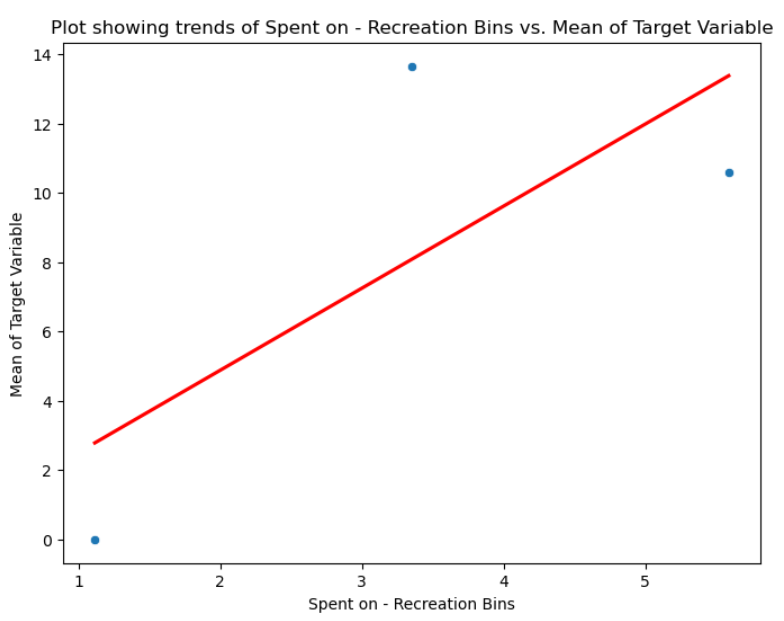 Plot showing trends of Spent on - Recreation Bins vs. Mean of Target Variable
14
12
10
8
6
4
2
0
Mean of Target Variable
1 2 3 4 5
Spent on - Recreation Bins